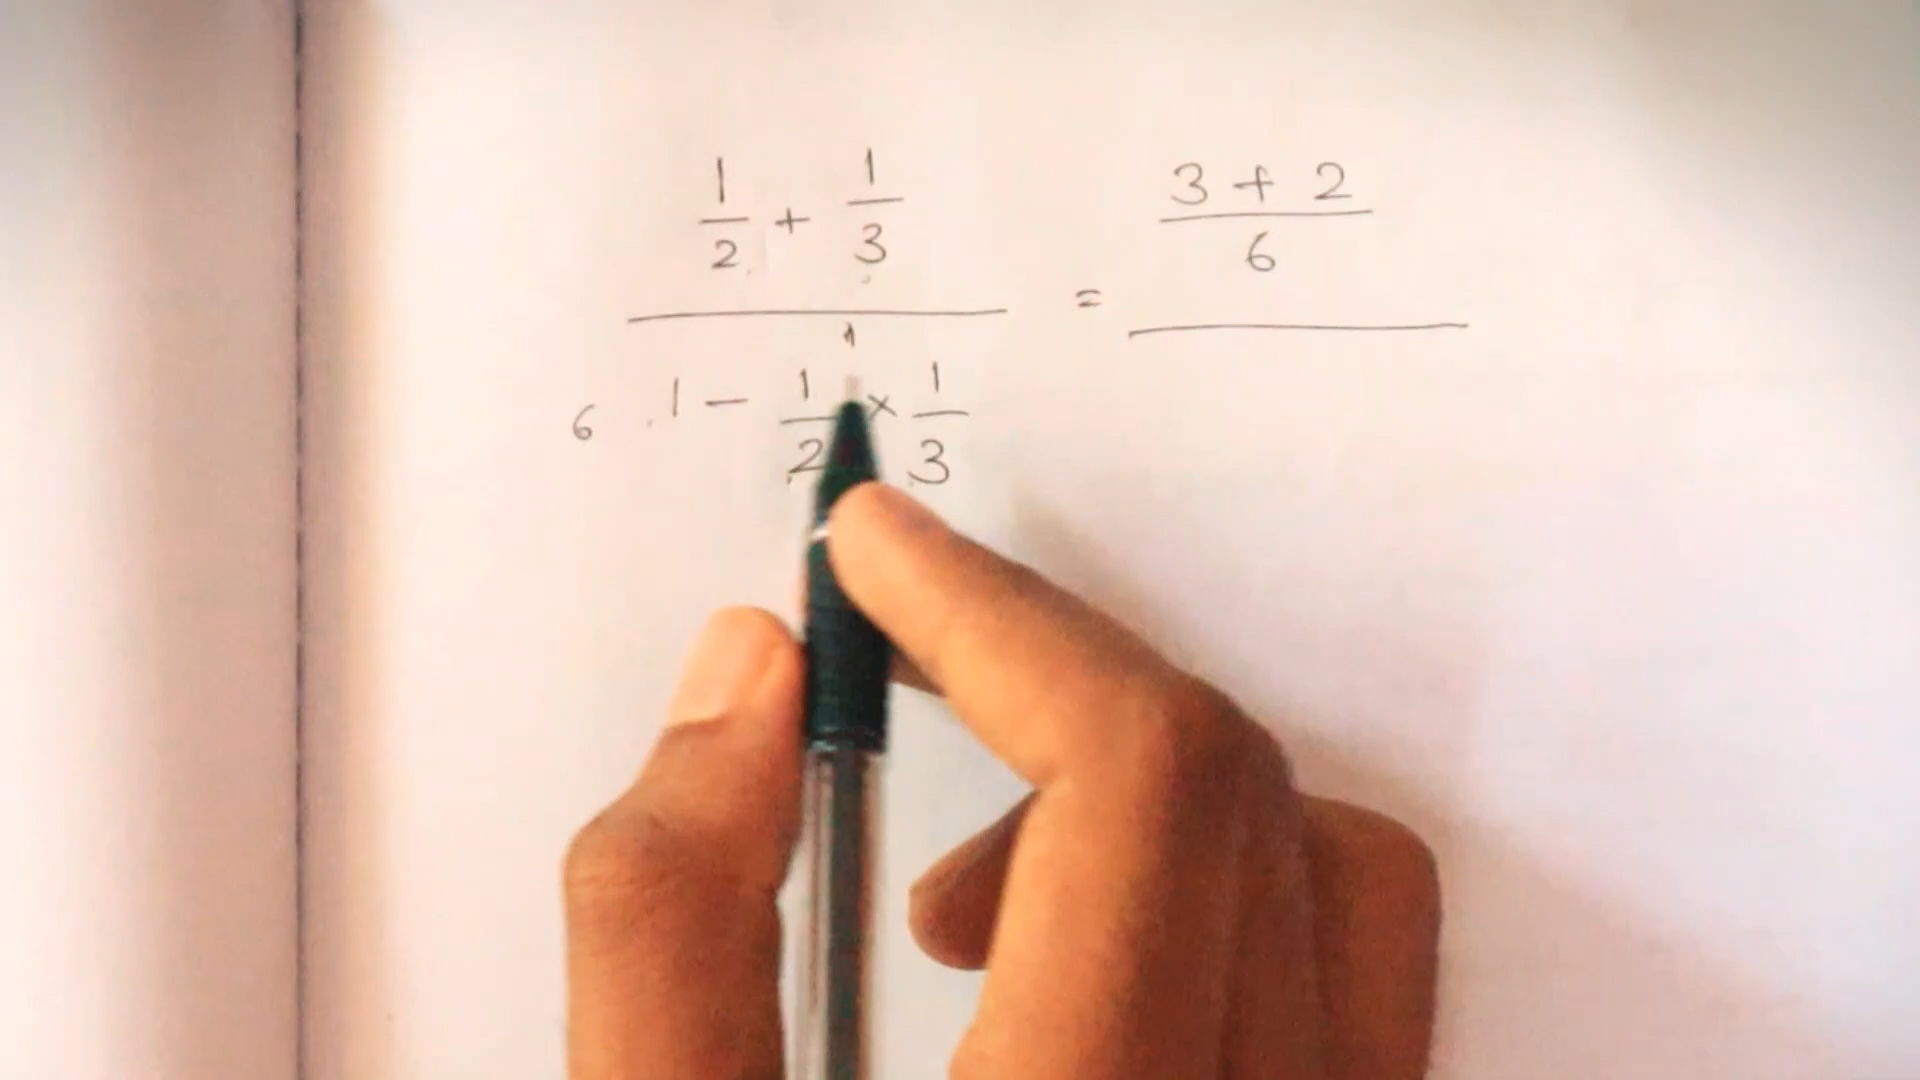 1/2 + 1/3 = (3 + 2)/6
1
6 . 1 - 1/2 × 1/3